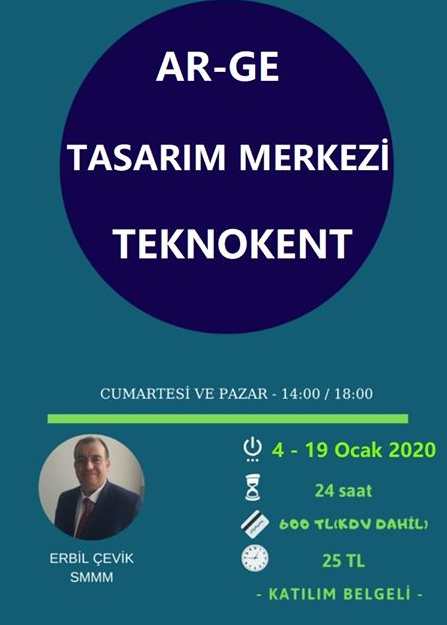 AR-GE
TASARIM MERKEZİ
TEKNOKENT
CUMARTESİ VE PAZAR - 14:00 / 18:00
4 - 19 Ocak 2020
24 saat
600 TL(KDV DAHİL)
25 TL
- KATILIM BELGELİ -
ERBİL ÇEVİK
SMMM